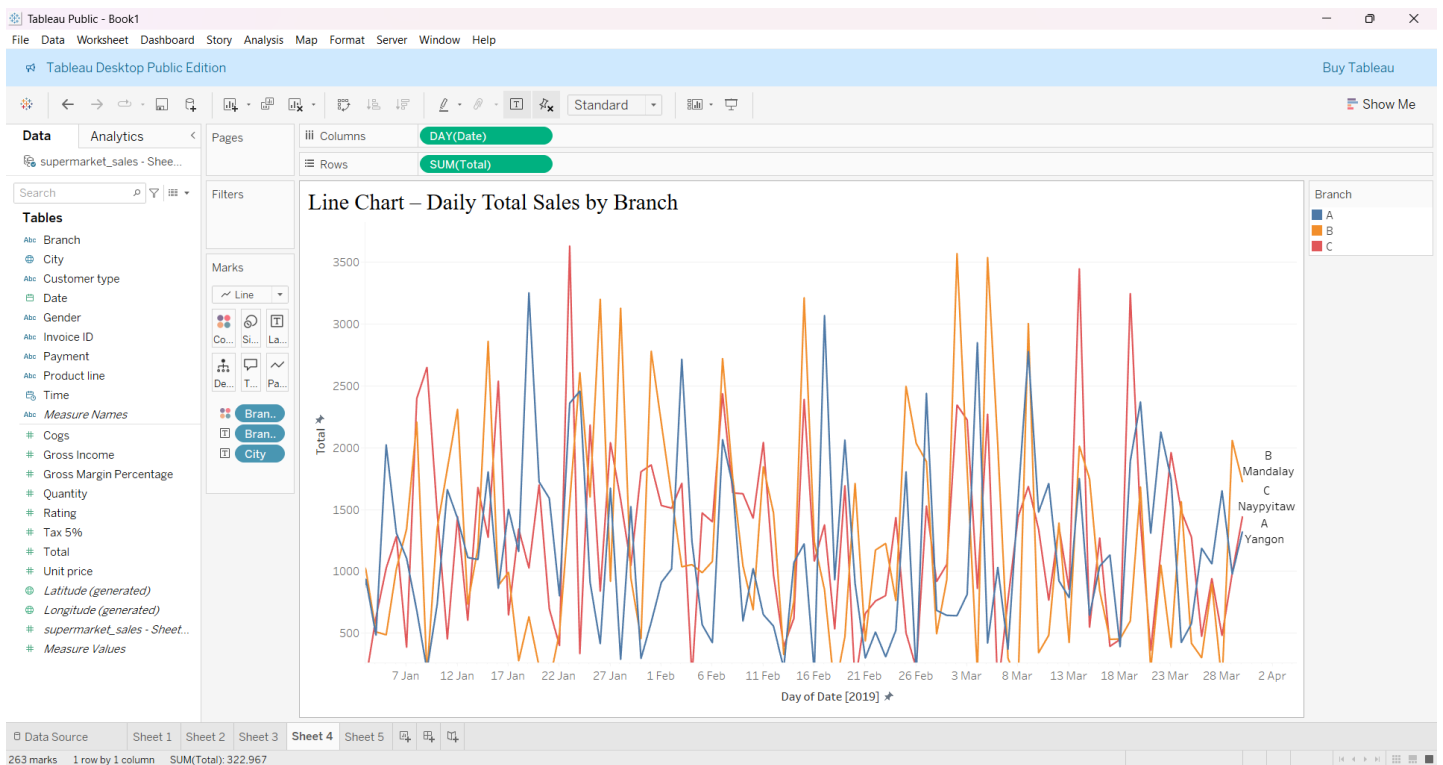 Tableau Public - Book1
File Data Worksheet Dashboard Story Analysis Map Format Server Window Help
Tableau Desktop Public Edition
Buy Tableau
Standard
Show Me
Data
Analytics
supermarket_sales - Shee...
Search
Tables
Abc Branch
City
Abc Customer type
Date
Abc Gender
Abc Invoice ID
Abc Payment
Abc Product line
Time
Abc Measure Names
# Cogs
# Gross Income
# Gross Margin Percentage
# Quantity
# Rating
# Tax 5%
# Total
# Unit price
Latitude (generated)
Longitude (generated)
# supermarket_sales - Sheet...
# Measure Values
Pages
Filters
Marks
Line
Co... Si... La...
De... T... Pa...
Bran..
Bran..
City
Columns
DAY(Date)
Rows
SUM(Total)
Line Chart – Daily Total Sales by Branch
3500
3000
2500
2000
1500
1000
500
Total
B
Mandalay
C
Naypyitaw
A
Yangon
7 Jan 12 Jan 17 Jan 22 Jan 27 Jan 1 Feb 6 Feb 11 Feb 16 Feb 21 Feb 26 Feb 3 Mar 8 Mar 13 Mar 18 Mar 23 Mar 28 Mar 2 Apr
Day of Date [2019]
Branch
A
B
C
Data Source Sheet 1 Sheet 2 Sheet 3 Sheet 4 Sheet 5
263 marks 1 row by 1 column SUM(Total): 322,967